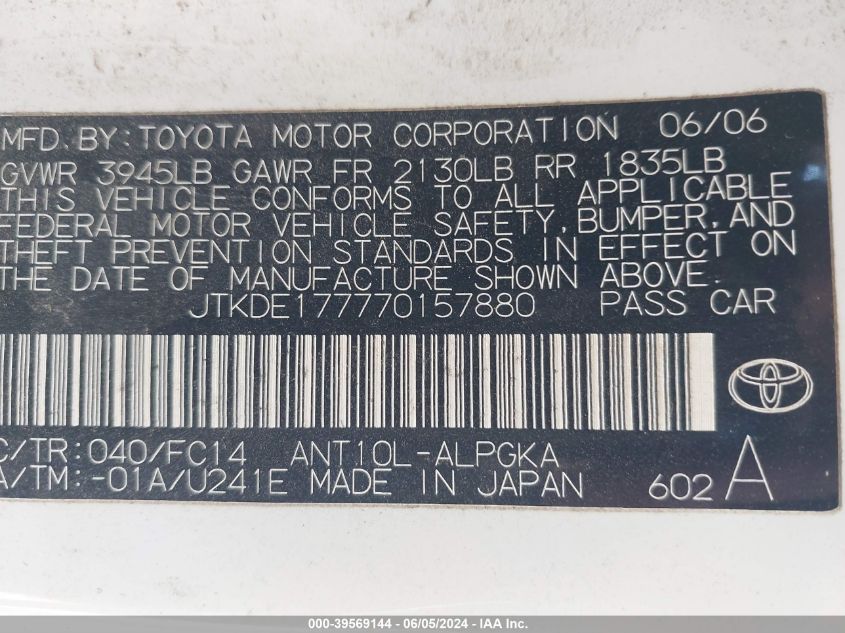 MFD. BY: TOYOTA MOTOR CORPORATION 06/06
GVWR 3945LB GAWR FR 2130LB RR 1835LB
THIS VEHICLE CONFORMS TO ALL APPLICABLE
FEDERAL MOTOR VEHICLE SAFETY, BUMPER, AND
THEFT PREVENTION STANDARDS IN EFFECT ON
THE DATE OF MANUFACTURE SHOWN ABOVE.
JTKDE177770157880 PASS CAR
C/TR: 040/FC14 ANT10L-ALPGKA
A/TM: -01A/U241E MADE IN JAPAN 602 A
000-39569144 / 06/05/2024 - IAA, Inc.